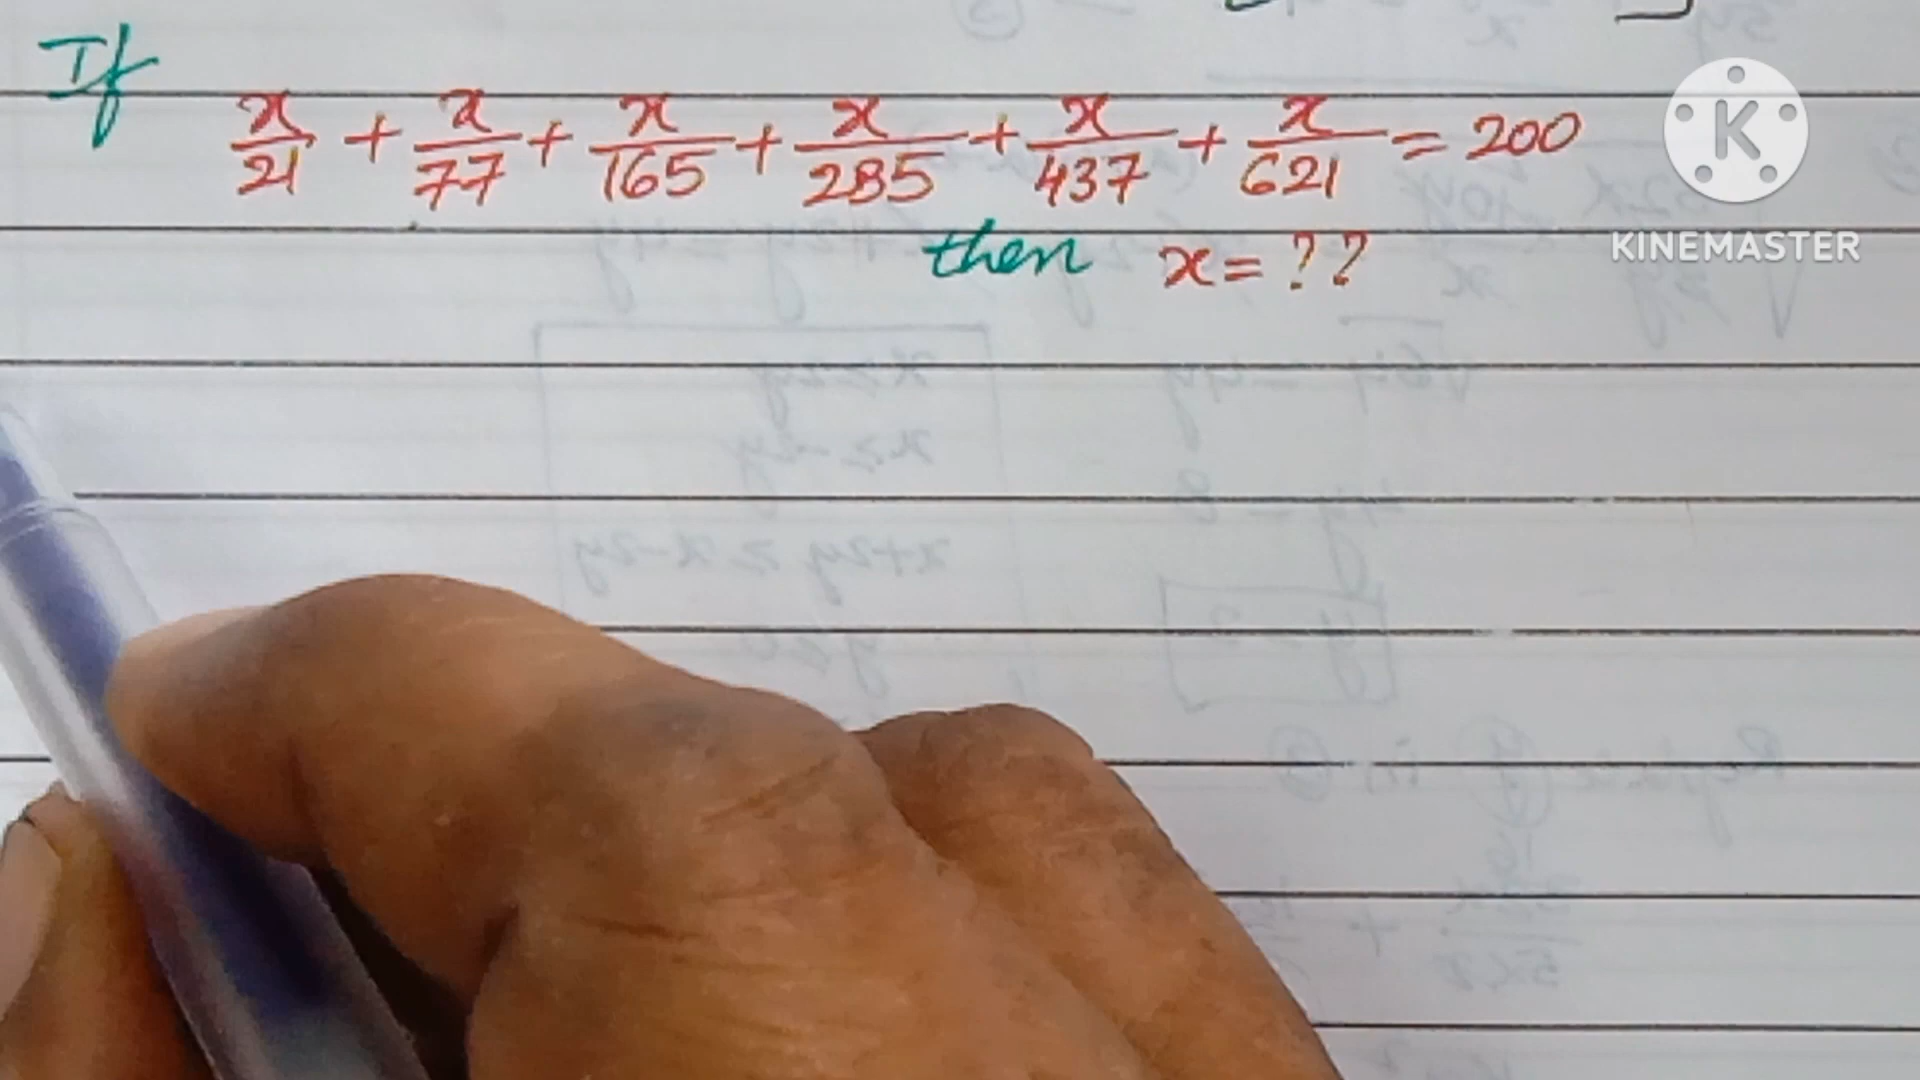 If
x/21 + x/77 + x/165 + x/285 + x/437 + x/621 = 200
then x = ??
K
KINEMASTER